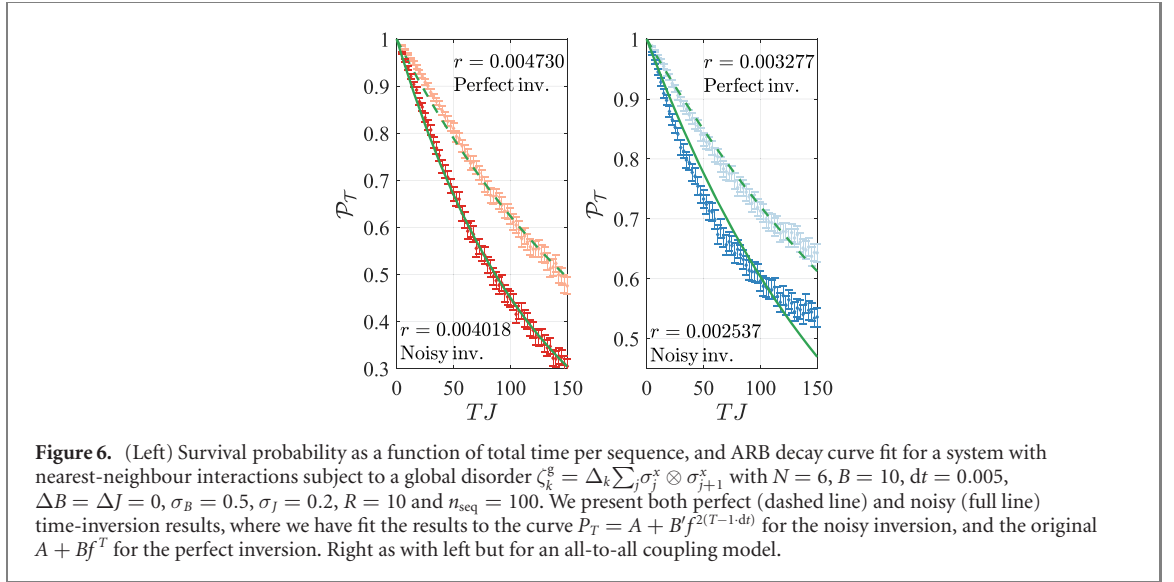 1
0.9
0.8
0.7
0.6
0.5
0.4
0.3
0
50
100
150
TJ
𝒫_𝒯
r = 0.004730
Perfect inv.
r = 0.004018
Noisy inv.
1
0.9
0.8
0.7
0.6
0.5
0
50
100
150
TJ
𝒫_𝒯
r = 0.003277
Perfect inv.
r = 0.002537
Noisy inv.
Figure 6. (Left) Survival probability as a function of total time per sequence, and ARB decay curve fit for a system with
nearest-neighbour interactions subject to a global disorder ζ_k^g = Δ_k∑_jσ_j^x ⊗ σ_{j+1}^x with N = 6, B = 10, dt = 0.005,
ΔB = ΔJ = 0, σ_B = 0.5, σ_J = 0.2, R = 10 and n_seq = 100. We present both perfect (dashed line) and noisy (full line)
time-inversion results, where we have fit the results to the curve P_T = A + B′f^{2(T−1·dt)} for the noisy inversion, and the original
A + Bf^T for the perfect inversion. Right as with left but for an all-to-all coupling model.